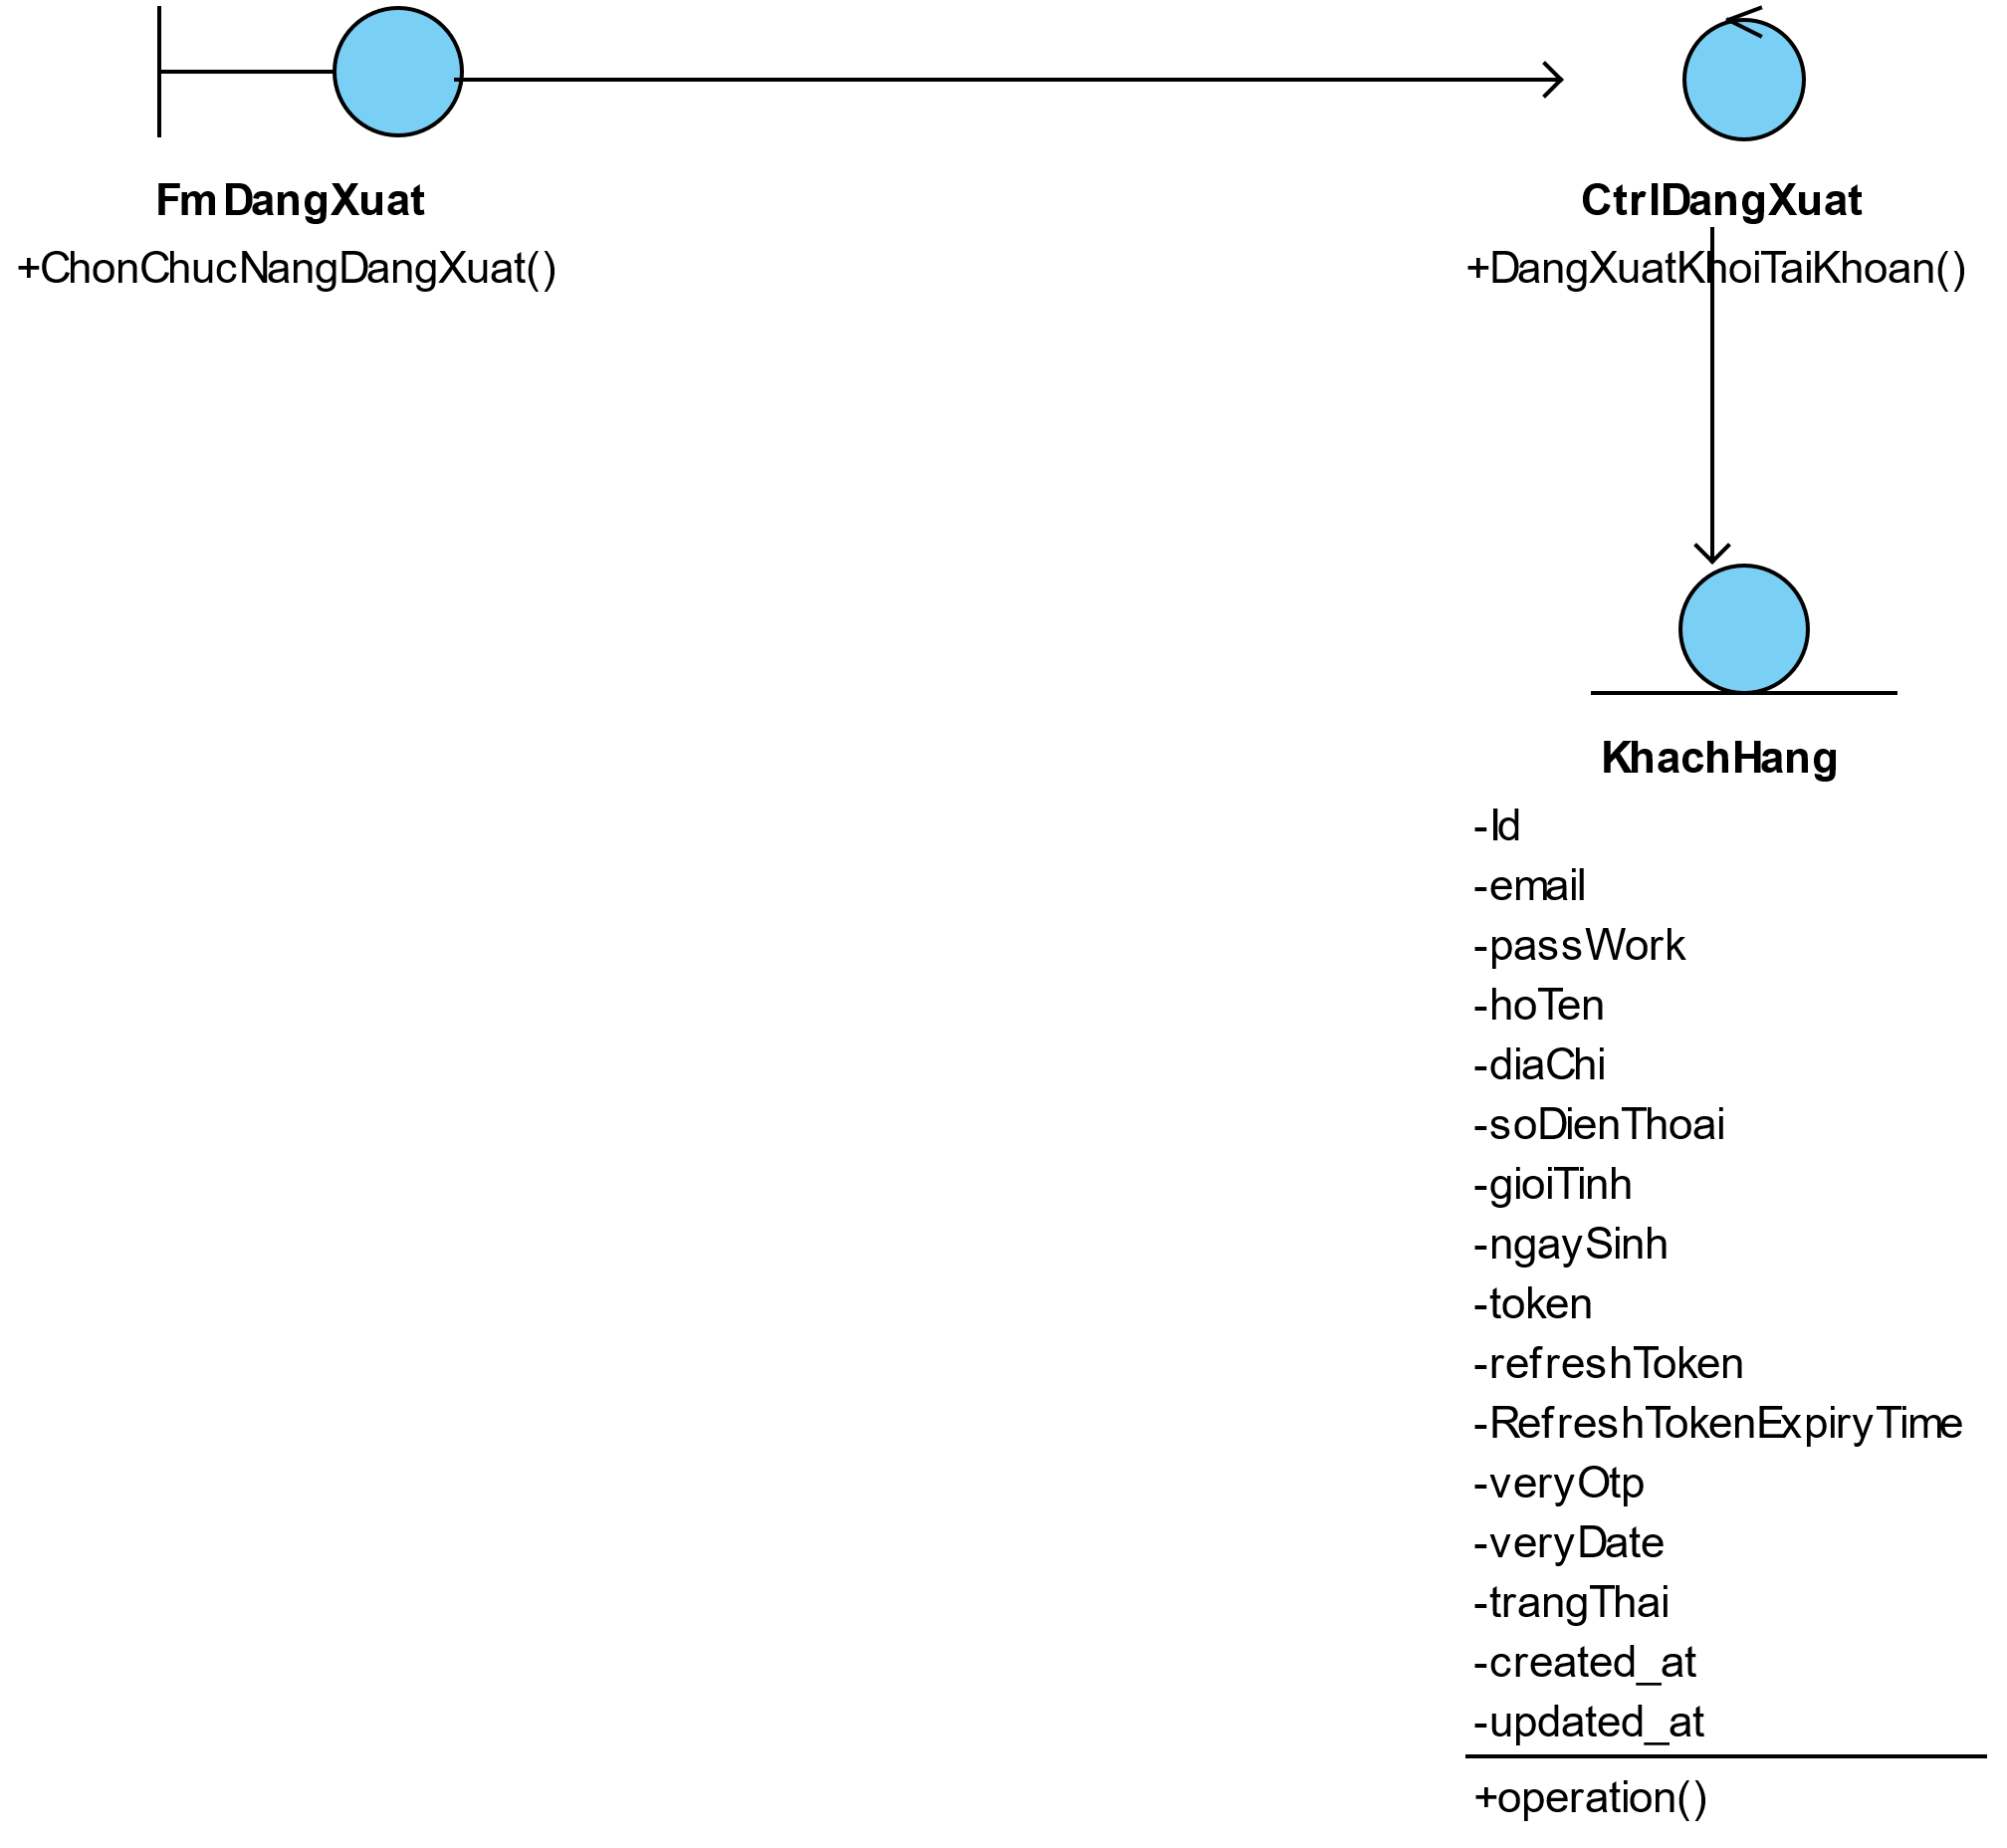 FmDangXuat
+ChonChucNangDangXuat()
CtrlDangXuat
+DangXuatKhoiTaiKhoan()
KhachHang
-Id
-email
-passWork
-hoTen
-diaChi
-soDienThoai
-gioiTinh
-ngaySinh
-token
-refreshToken
-RefreshTokenExpiryTime
-veryOtp
-veryDate
-trangThai
-created_at
-updated_at
+operation()